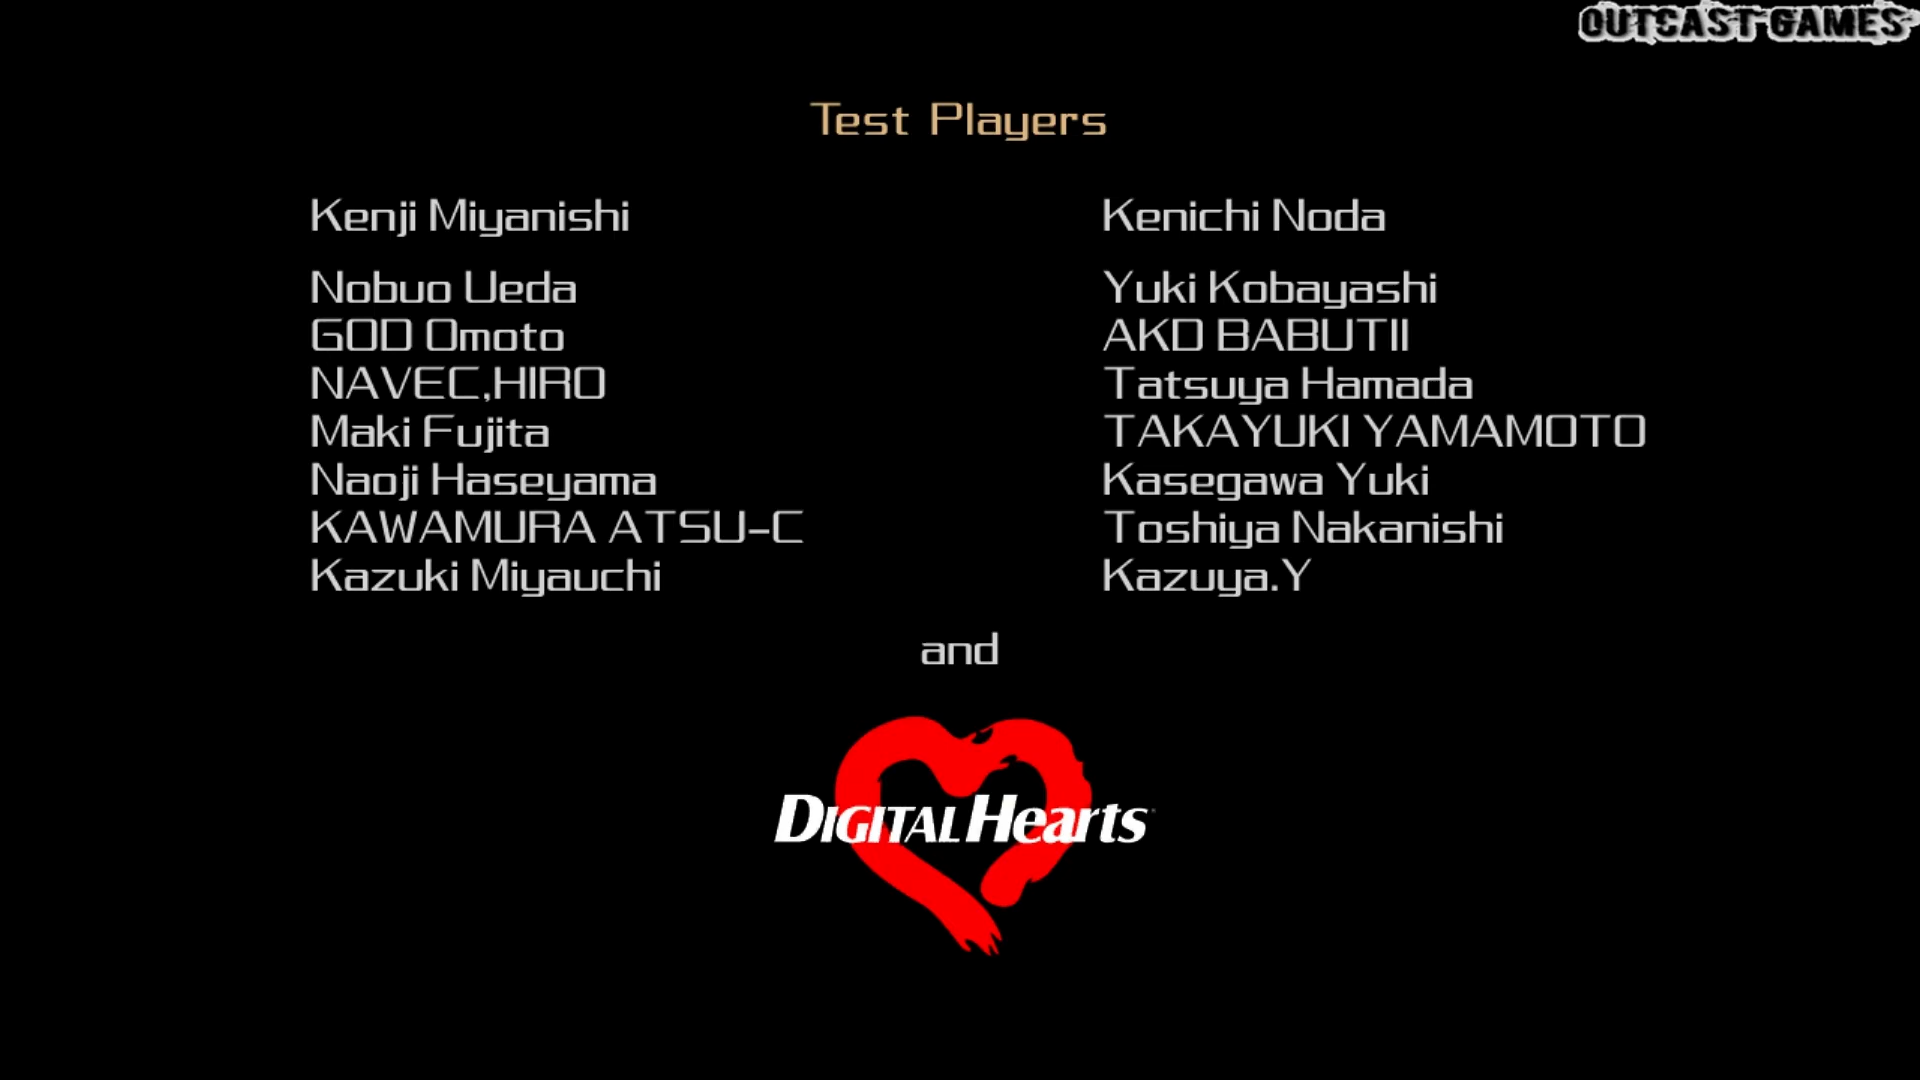 OUTCAST GAMES
Test Players
Kenji Miyanishi
Kenichi Noda
Nobuo Ueda
Yuki Kobayashi
GOD Omoto
AKD BABUTII
NAVEC,HIRO
Tatsuya Hamada
Maki Fujita
TAKAYUKI YAMAMOTO
Naoji Haseyama
Kasegawa Yuki
KAWAMURA ATSU-C
Toshiya Nakanishi
Kazuki Miyauchi
Kazuya.Y
and
DIGITAL Hearts